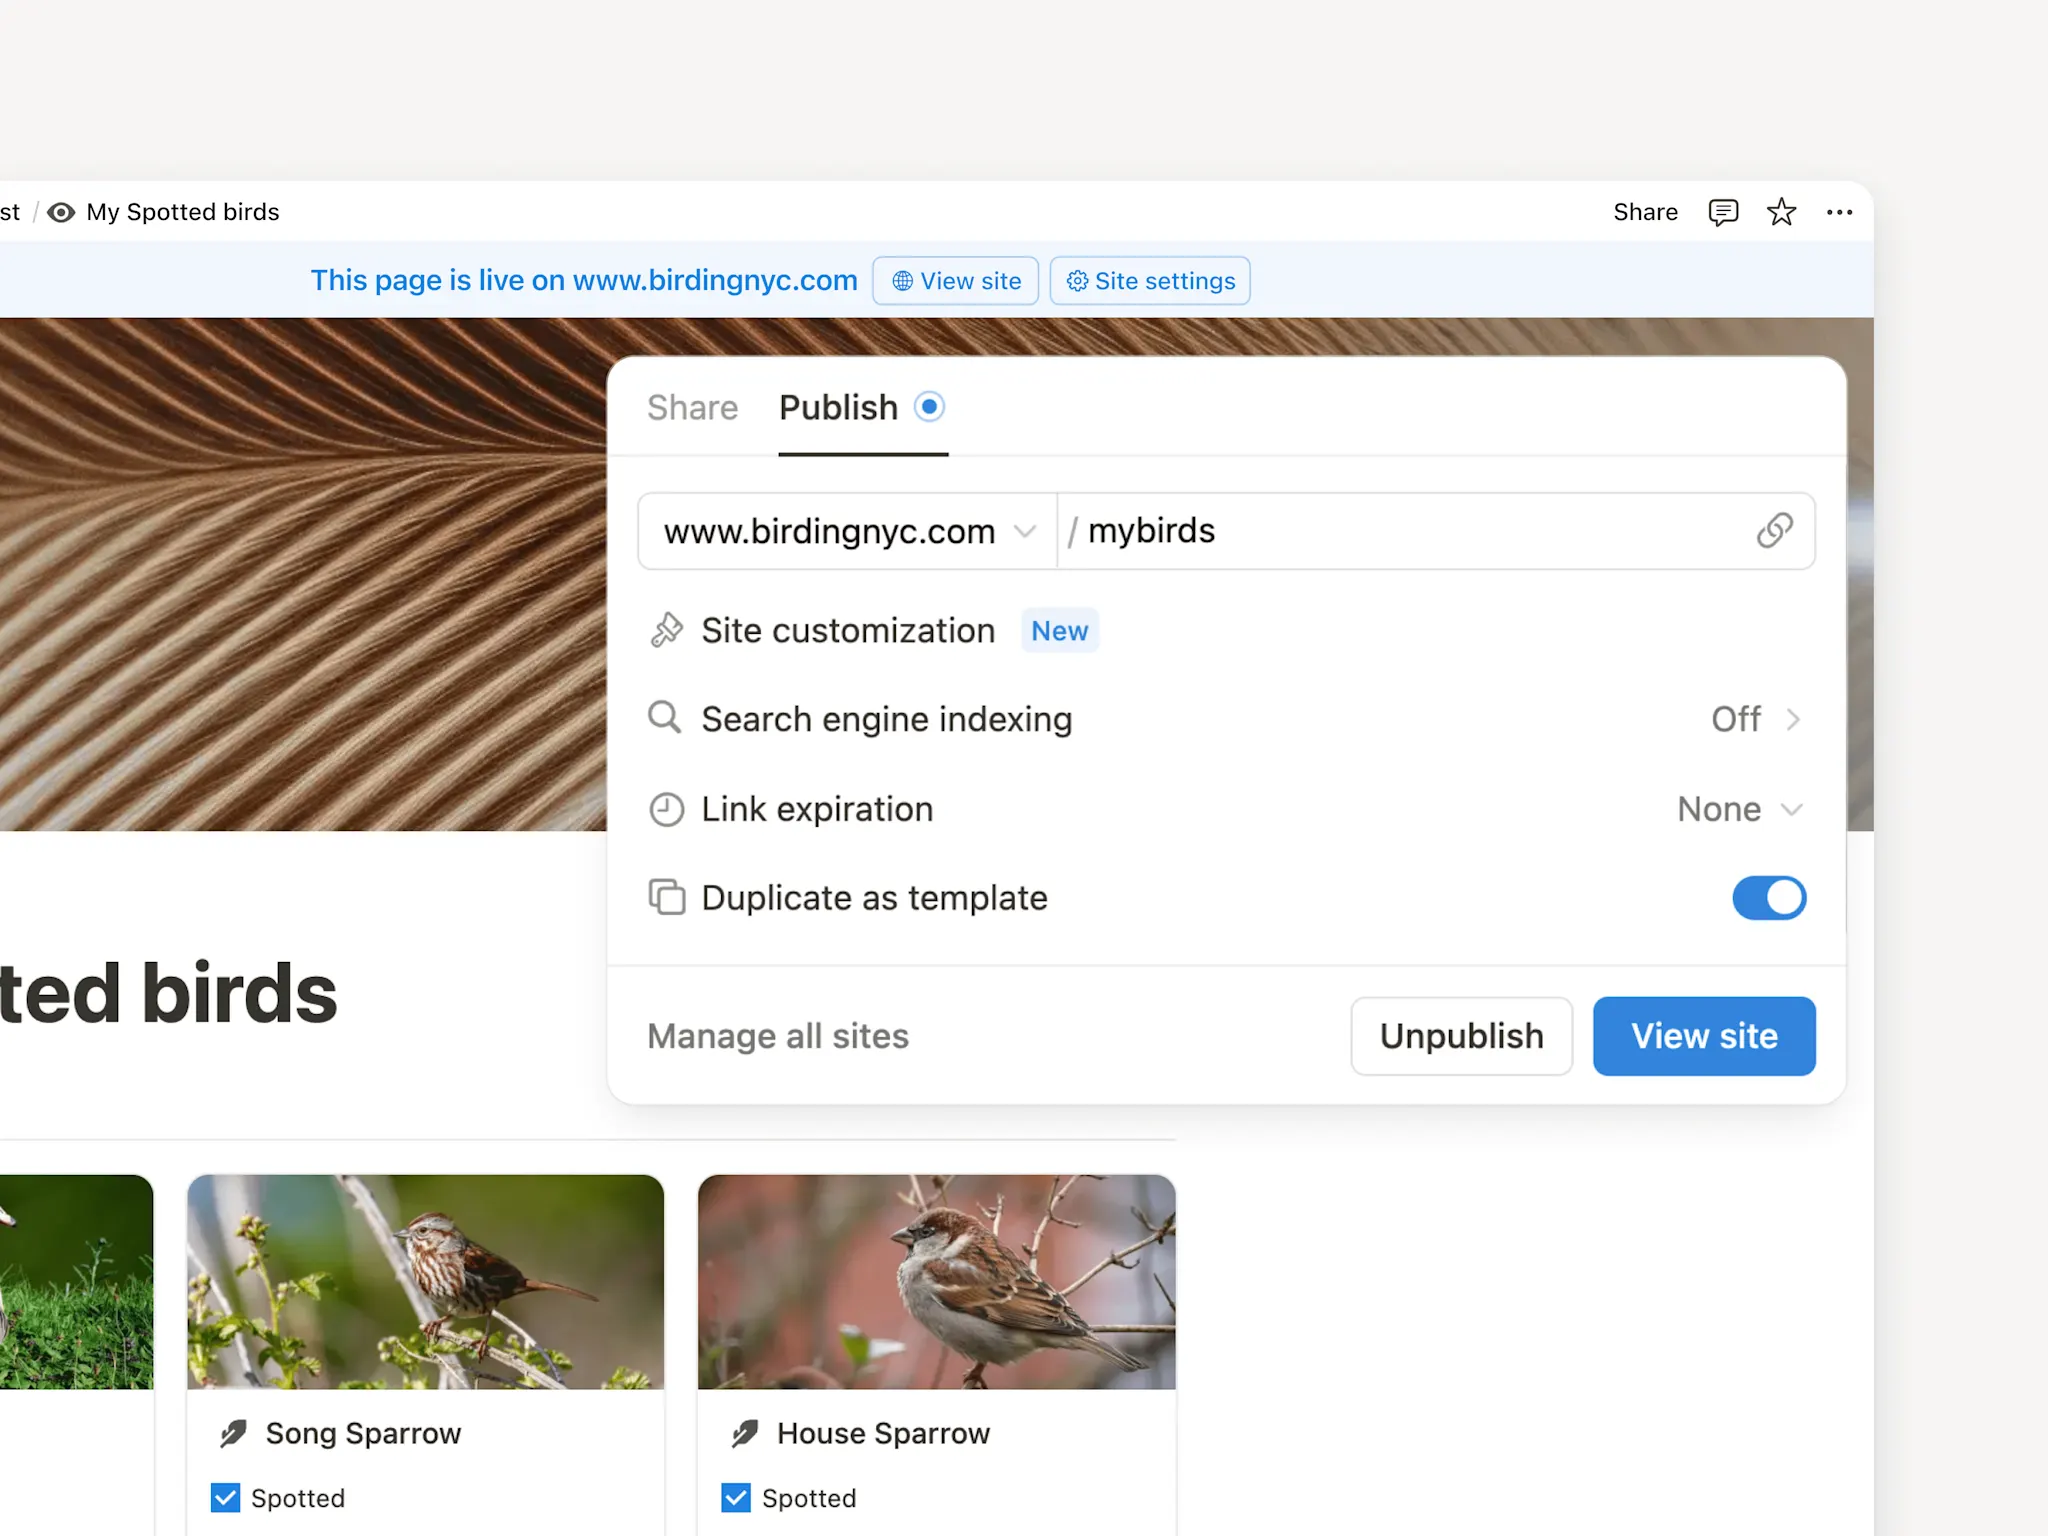 st / My Spotted birds
Share
This page is live on www.birdingnyc.com
View site
Site settings
Share
Publish
www.birdingnyc.com
/ mybirds
Site customization
New
Search engine indexing
Off
Link expiration
None
Duplicate as template
Manage all sites
Unpublish
View site
ted birds
Song Sparrow
Spotted
House Sparrow
Spotted